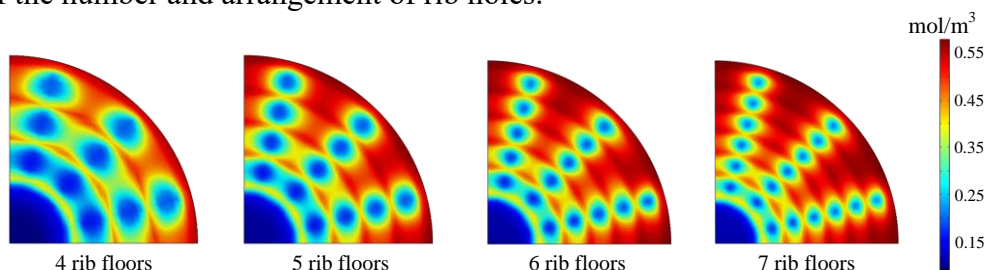 the number and arrangement of rib holes.
mol/m³
0.55
0.45
0.35
0.25
0.15
4 rib floors
5 rib floors
6 rib floors
7 rib floors